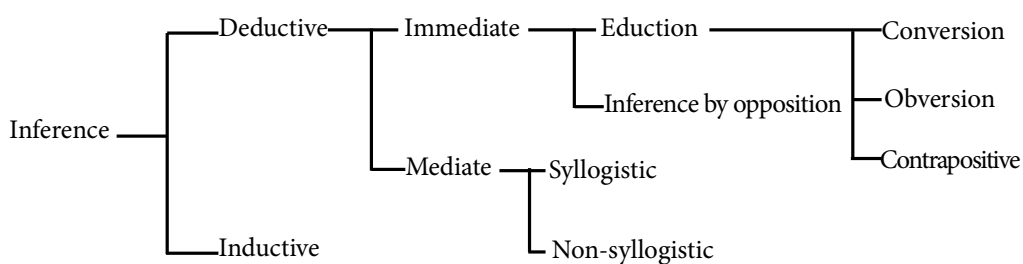 Deductive Immediate Eduction Conversion
Inference by opposition Obversion
Inference
Mediate Syllogistic Contrapositive
Inductive Non-syllogistic